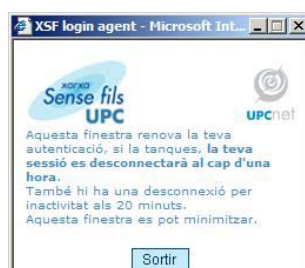 XSF login agent - Microsoft Int...
xarxa
Sense fils
UPC
UPCnet
Aquesta finestra renova la teva
autenticació, si la tanques, la teva
sessió es desconnectarà al cap d'una
hora.
També hi ha una desconnexió per
inactivitat als 20 minuts.
Aquesta finestra es pot minimitzar.
Sortir